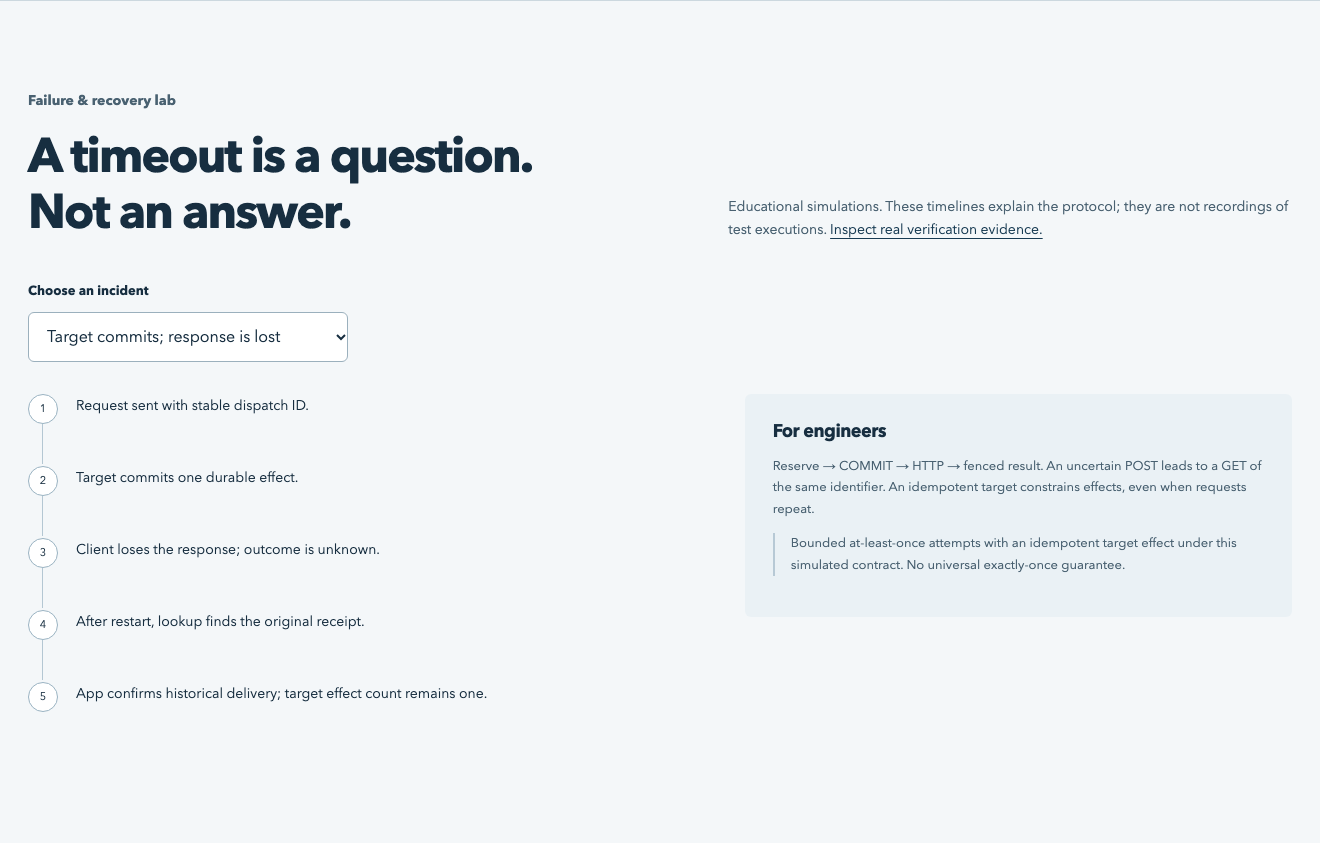 Failure & recovery lab
A timeout is a question.
Not an answer.
Educational simulations. These timelines explain the protocol; they are not recordings of
test executions. Inspect real verification evidence.
Choose an incident
Target commits; response is lost
1 Request sent with stable dispatch ID.
2 Target commits one durable effect.
3 Client loses the response; outcome is unknown.
4 After restart, lookup finds the original receipt.
5 App confirms historical delivery; target effect count remains one.
For engineers
Reserve → COMMIT → HTTP → fenced result. An uncertain POST leads to a GET of
the same identifier. An idempotent target constrains effects, even when requests
repeat.
Bounded at-least-once attempts with an idempotent target effect under this
simulated contract. No universal exactly-once guarantee.